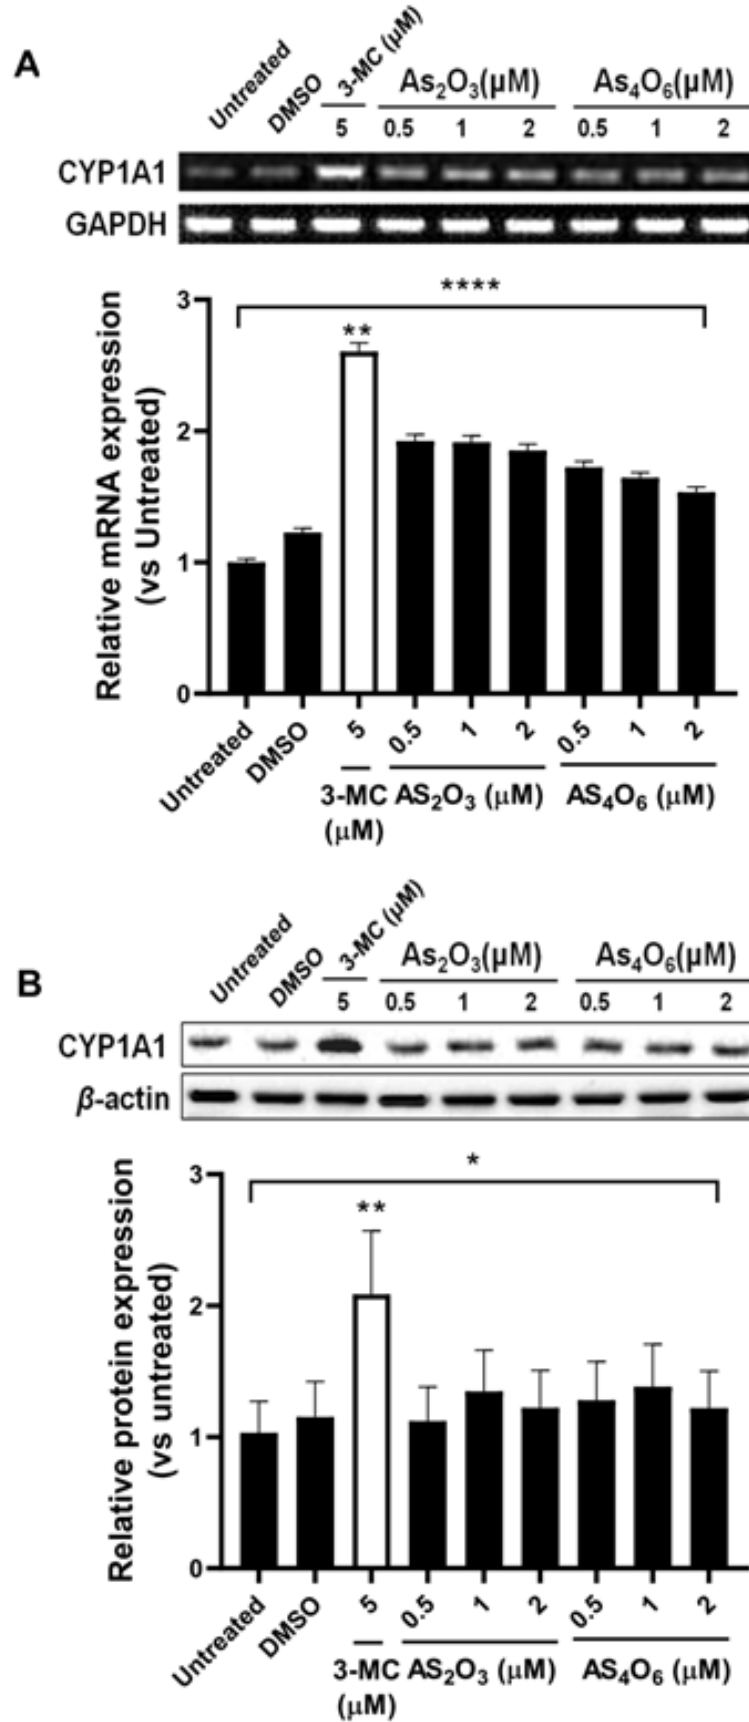 A
Untreated DMSO 3-MC (μM) As₂O₃(μM) As₄O₆(μM)
5 0.5 1 2 0.5 1 2
CYP1A1
GAPDH
Relative mRNA expression
(vs Untreated)
****
**
3
2
1
0
Untreated DMSO 5 0.5 1 2 0.5 1 2
3-MC AS₂O₃ (μM) AS₄O₆ (μM)
(μM)
B
Untreated DMSO 3-MC (μM) As₂O₃(μM) As₄O₆(μM)
5 0.5 1 2 0.5 1 2
CYP1A1
β-actin
Relative protein expression
(vs untreated)
*
**
3
2
1
0
Untreated DMSO 5 0.5 1 2 0.5 1 2
3-MC AS₂O₃ (μM) AS₄O₆ (μM)
(μM)